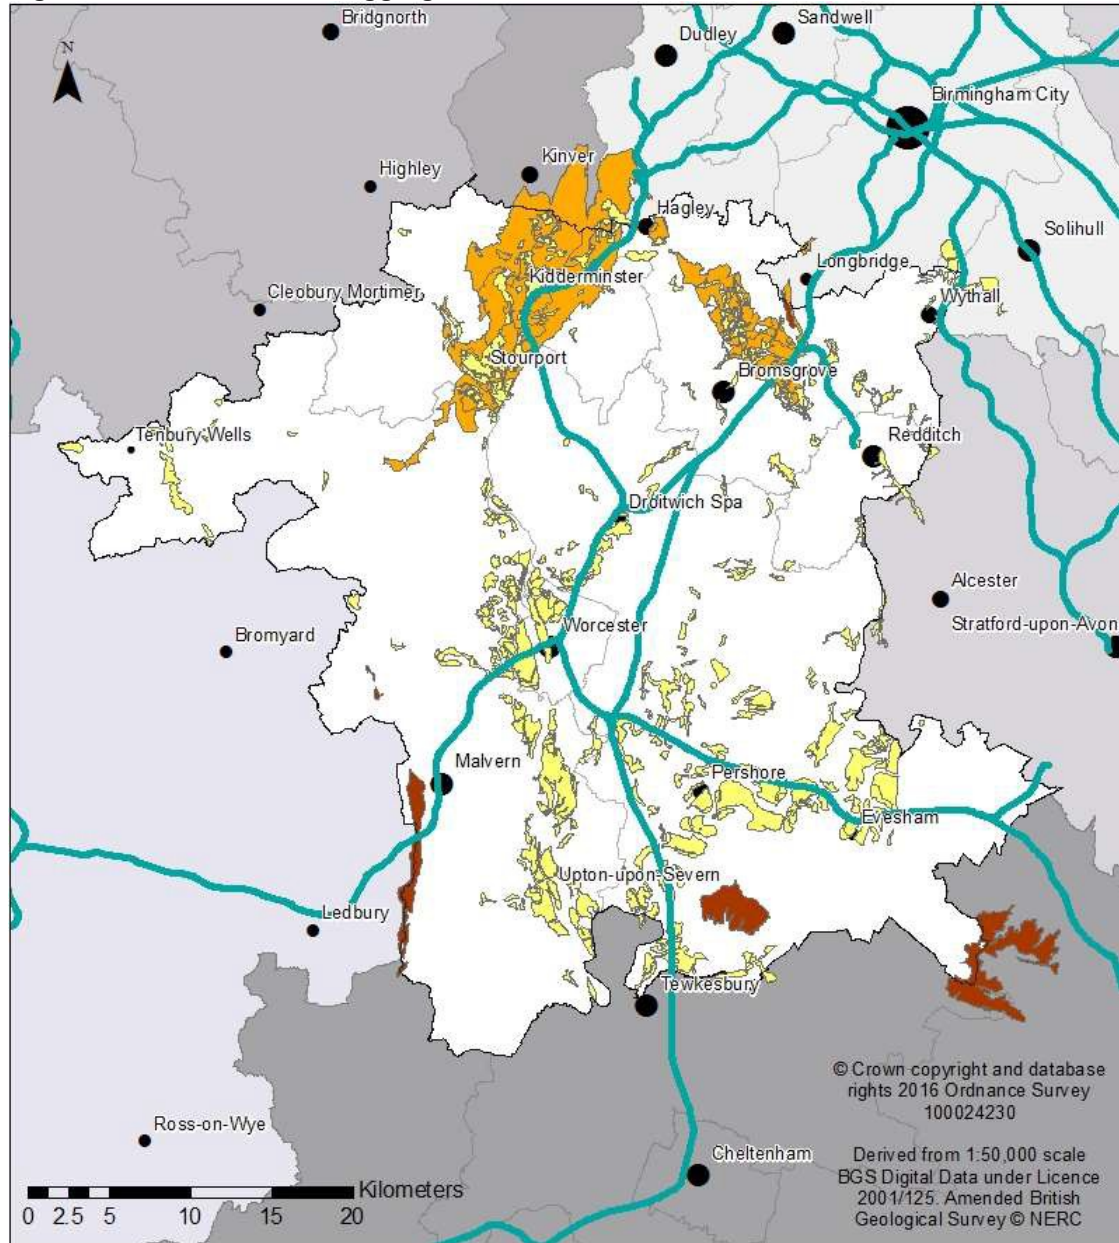 Bridgnorth
Sandwell
Dudley
N
Birmingham City
Kinver
Highley
Hagley
Solihull
Longbridge
Kidderminster
Cleobury Mortimer
Wythall
Stourport
Bromsgrove
Tenbury Wells
Redditch
Droitwich Spa
Alcester
Worcester
Stratford-upon-Avon
Bromyard
Malvern
Pershore
Evesham
Upton-upon-Severn
Ledbury
Tewkesbury
© Crown copyright and database
rights 2016 Ordnance Survey
100024230
Ross-on-Wye
Cheltenham
Derived from 1:50,000 scale
BGS Digital Data under Licence
2001/125. Amended British
Geological Survey © NERC
Kilometers
0 2.5 5 10 15 20